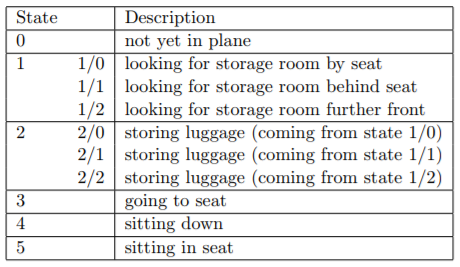 State Description
0 not yet in plane
1 1/0 looking for storage room by seat
1/1 looking for storage room behind seat
1/2 looking for storage room further front
2 2/0 storing luggage (coming from state 1/0)
2/1 storing luggage (coming from state 1/1)
2/2 storing luggage (coming from state 1/2)
3 going to seat
4 sitting down
5 sitting in seat